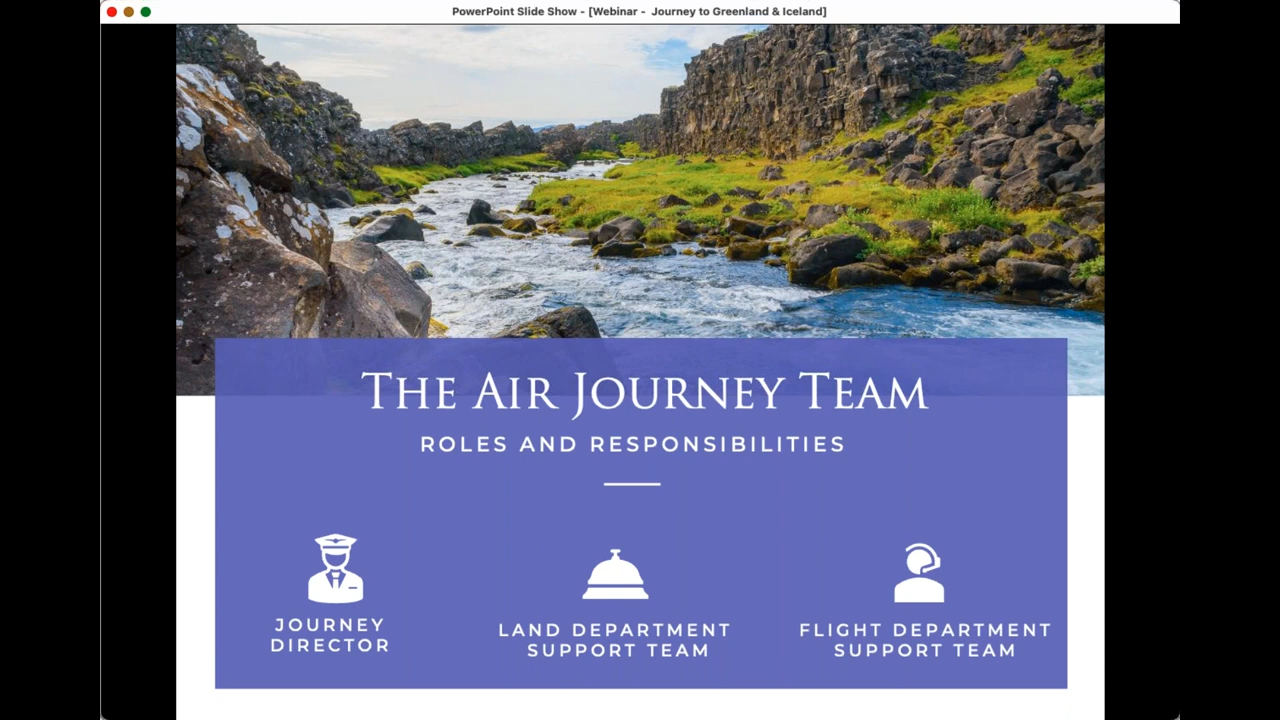 PowerPoint Slide Show - [Webinar - Journey to Greenland & Iceland]
THE AIR JOURNEY TEAM
ROLES AND RESPONSIBILITIES
JOURNEY
DIRECTOR
LAND DEPARTMENT
SUPPORT TEAM
FLIGHT DEPARTMENT
SUPPORT TEAM